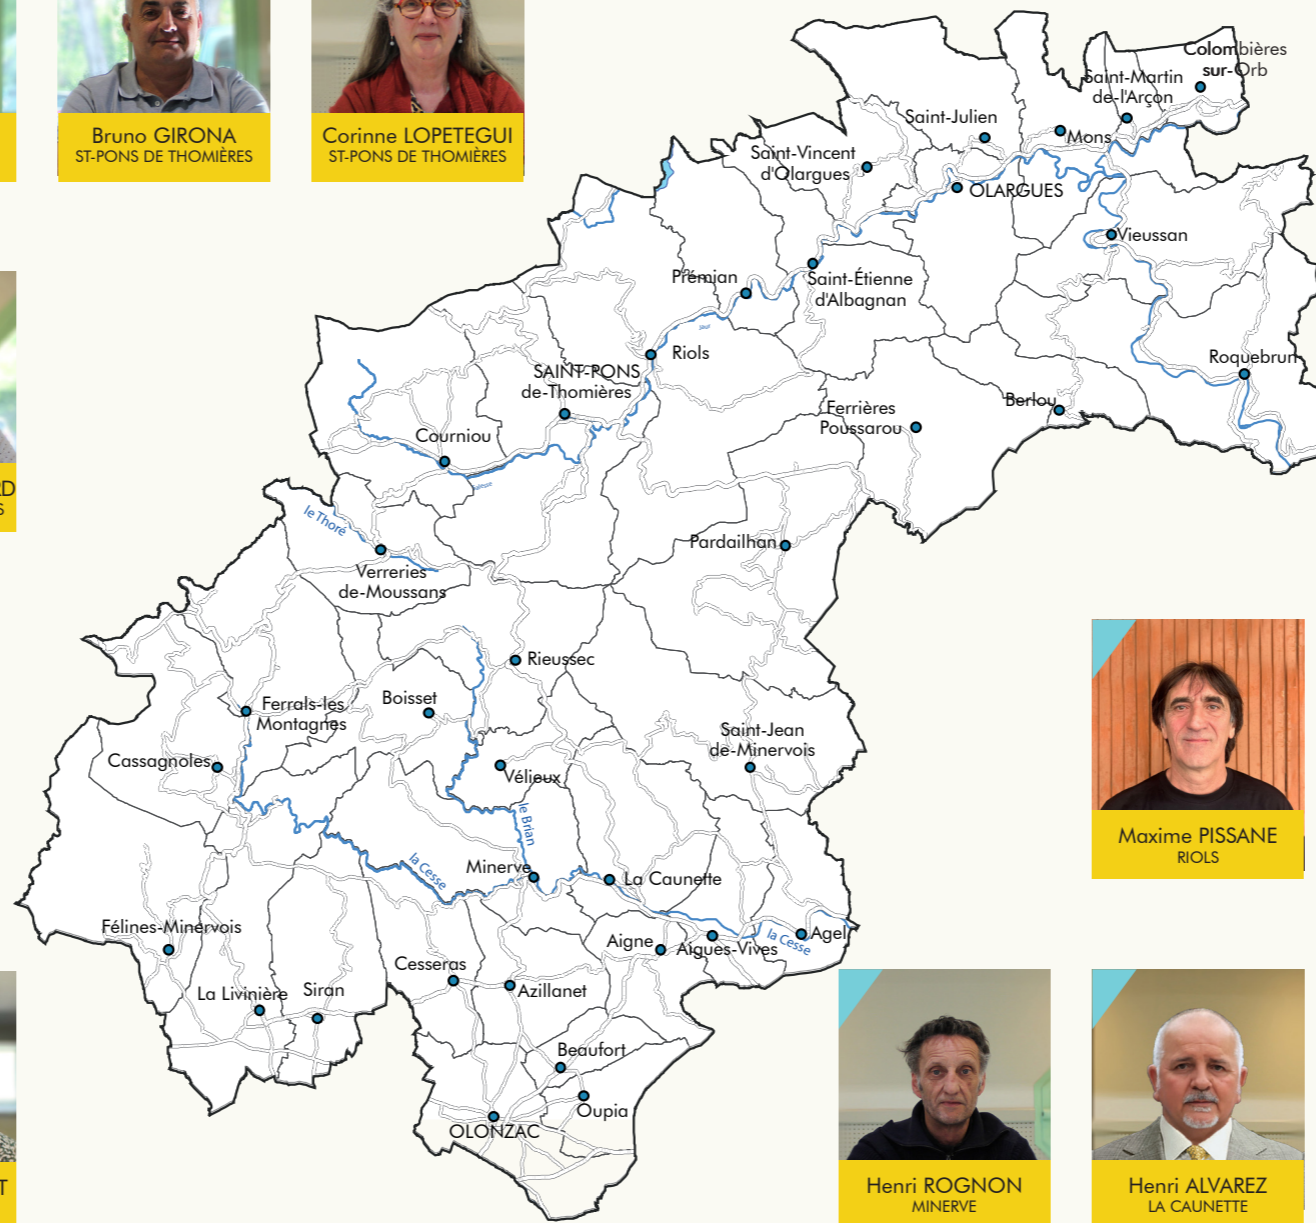 Bruno GIRONA
ST-PONS DE THOMIÈRES
Corinne LOPETEGUI
ST-PONS DE THOMIÈRES
Colombières
sur-Orb
Saint-Martin
de-l'Arçon
Saint-Julien
Mons
Saint-Vincent
d'Olargues
OLARGUES
Vieussan
Prémian
Saint-Étienne
d'Albagnan
Jaur
Riols
Roquebrun
SAINT-PONS
de-Thomières
Berlou
Ferrières
Poussarou
Courniou
RD
S
le Thoré
Pardailhan
Verreries
de-Moussans
Rieussec
Boisset
Ferrals-les
Montagnes
Saint-Jean
de-Minervois
Cassagnoles
Vélieux
le Brian
Maxime PISSANE
RIOLS
la Cesse
Minerve
La Caunette
Félines-Minervois
Aigne
Aigues-Vives
la Cesse
Agel
Cesseras
La Livinière
Siran
Azillanet
Beaufort
Oupia
OLONZAC
T
Henri ROGNON
MINERVE
Henri ALVAREZ
LA CAUNETTE